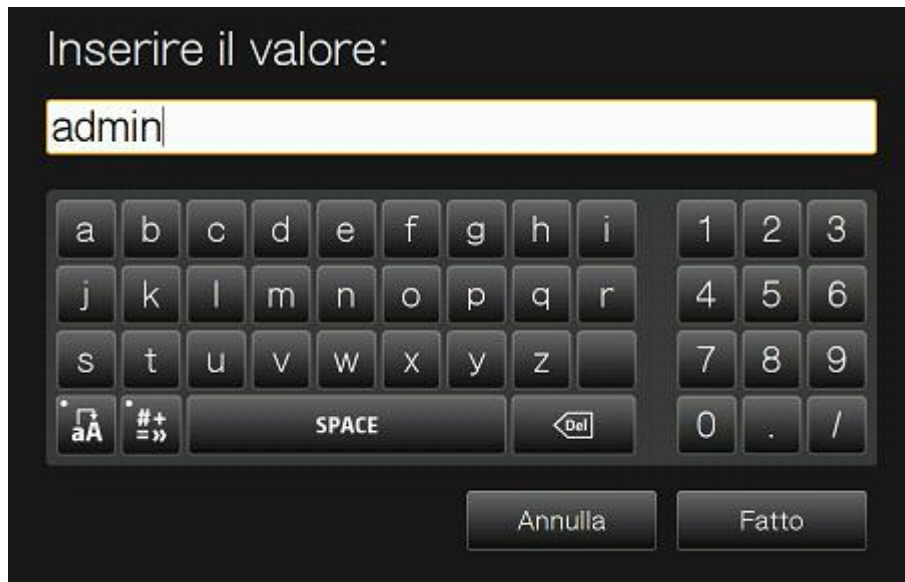 Inserire il valore:
admin
a b c d e f g h i 1 2 3
j k l m n o p q r 4 5 6
s t u v w x y z 7 8 9
aA #+=» SPACE Del 0 . /
Annulla Fatto